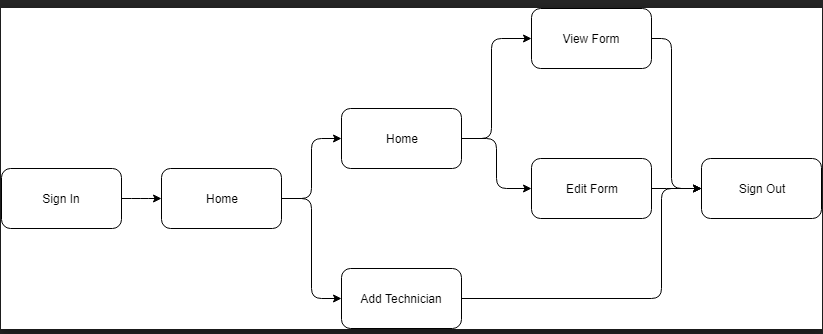 Sign In
Home
Home
Add Technician
View Form
Edit Form
Sign Out